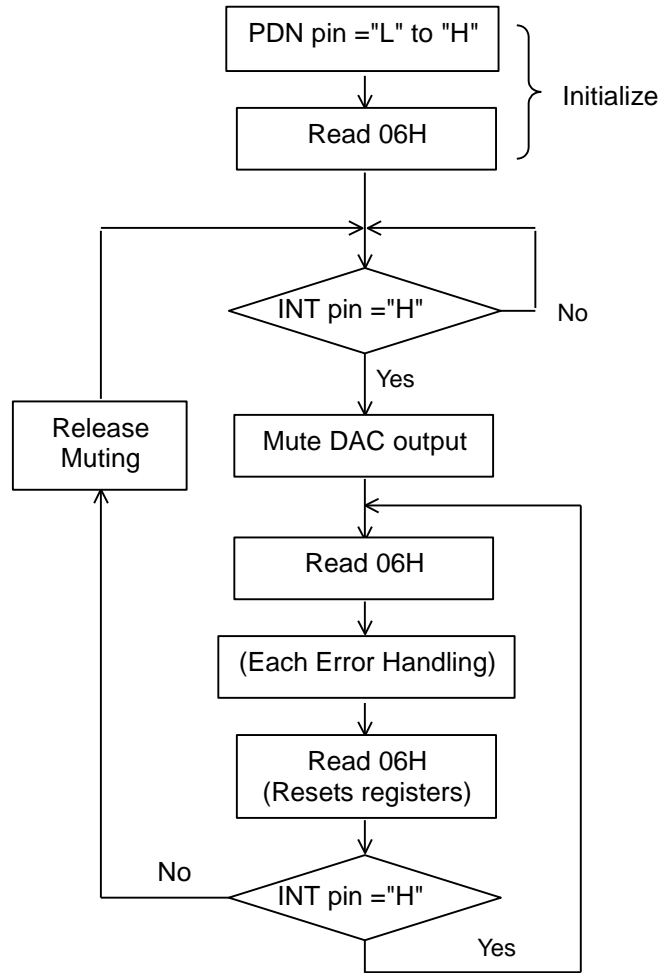 PDN pin ="L" to "H"
Initialize
Read 06H
INT pin ="H"
No
Yes
Release
Muting
Mute DAC output
Read 06H
(Each Error Handling)
Read 06H
(Resets registers)
No
INT pin ="H"
Yes